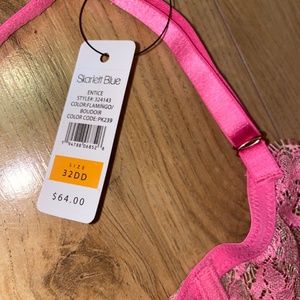 Skarlett Blue
ENTICE
STYLE#: 324143
COLOR:FLAMINGO/
BOUDOIR
COLOR CODE: PK239
SIZE
32DD
$64.00